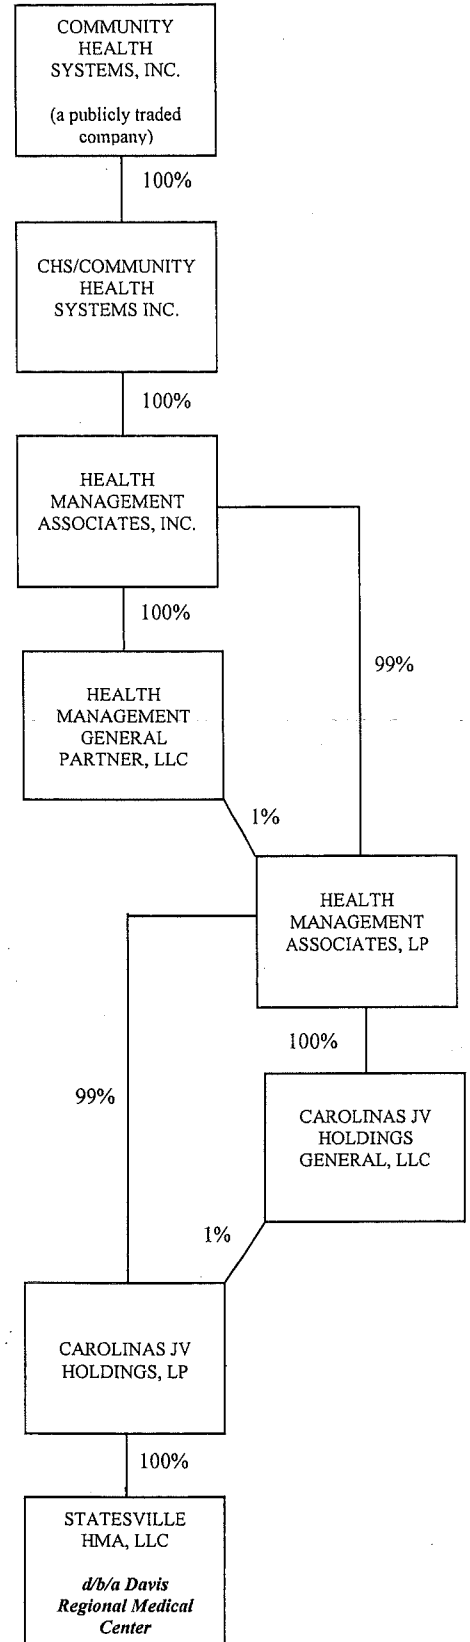 COMMUNITY
HEALTH
SYSTEMS, INC.
(a publicly traded
company)
100%
CHS/COMMUNITY
HEALTH
SYSTEMS INC.
100%
HEALTH
MANAGEMENT
ASSOCIATES, INC.
100%
99%
HEALTH
MANAGEMENT
GENERAL
PARTNER, LLC
1%
HEALTH
MANAGEMENT
ASSOCIATES, LP
100%
99%
CAROLINAS JV
HOLDINGS
GENERAL, LLC
1%
CAROLINAS JV
HOLDINGS, LP
100%
STATESVILLE
HMA, LLC
d/b/a Davis
Regional Medical
Center